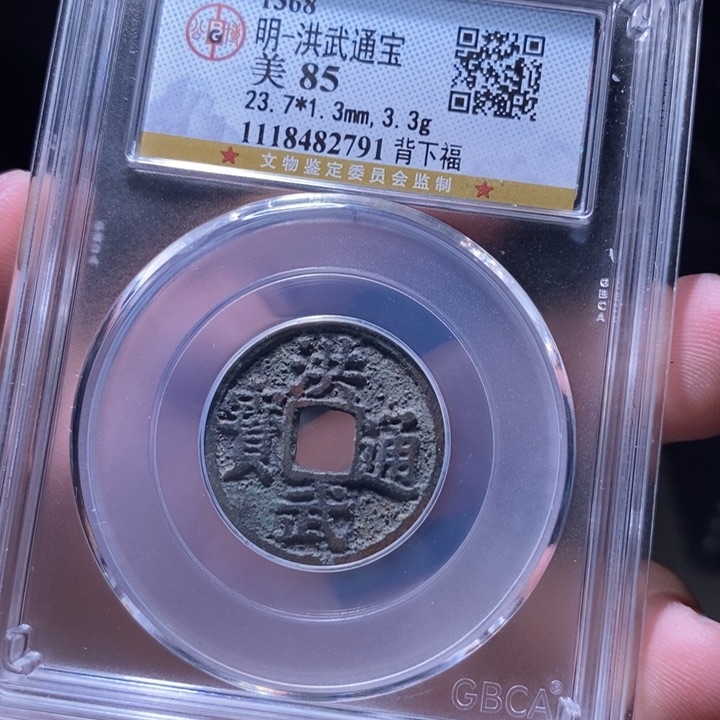 1368
明-洪武通宝
美 85
23.7*1.3mm,3.3g
1118482791 背下福
文物鉴定委员会监制
GBCA
洪
寶 通
武
GBCA®